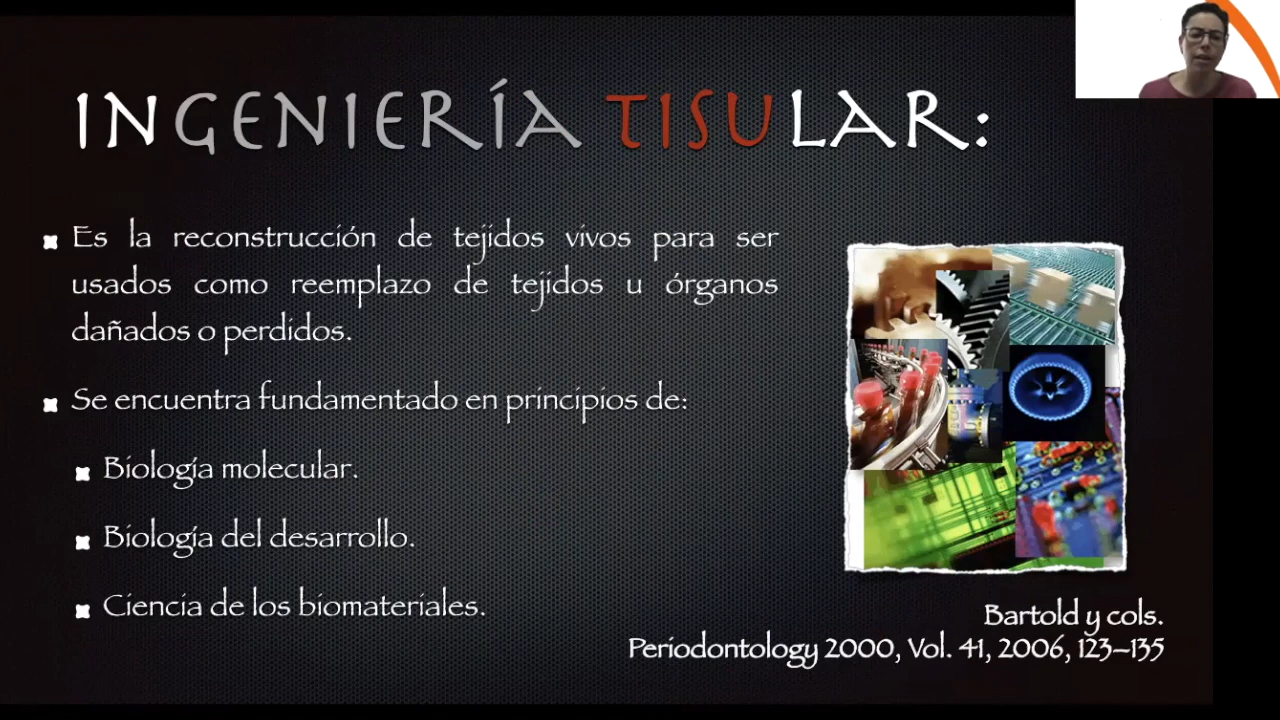 INGENIERÍA TISULAR:
Es la reconstrucción de tejidos vivos para ser
usados como reemplazo de tejidos u órganos
dañados o perdidos.
Se encuentra fundamentado en principios de:
Biología molecular.
Biología del desarrollo.
Ciencia de los biomateriales.
Bartold y cols.
Periodontology 2000, Vol. 41, 2006, 123–135